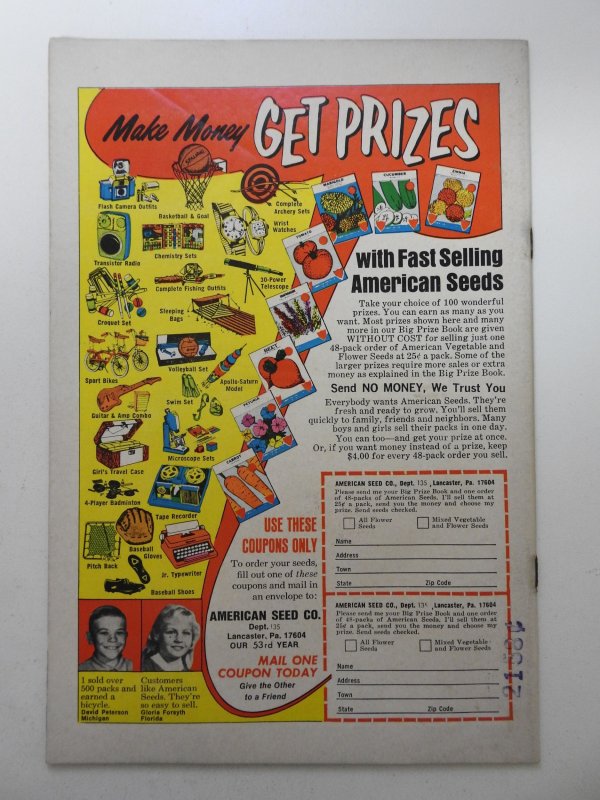 Make Money GET PRIZES
SPALDING
Flash Camera Outfits
Basketball & Goal
Complete
Archery Sets
Wrist
Watches
MARIGOLD
CUCUMBER
ZINNIA
Transistor Radio
Chemistry Sets
TOMATO
Complete Fishing Outfits
30-Power
Telescope
Croquet Set
Sleeping
Bags
Sport Bikes
Volleyball Set
Apollo-Saturn
Model
BEET
Guitar & Amp Combo
Swim Set
PETUNIA
Girl's Travel Case
Microscope Sets
CARROT
4-Player Badminton
Tape Recorder
Pitch Back
Baseball
Gloves
Jr. Typewriter
Baseball Shoes
with Fast Selling
American Seeds
Take your choice of 100 wonderful
prizes. You can earn as many as you
want. Most prizes shown here and many
more in our Big Prize Book are given
WITHOUT COST for selling just one
48-pack order of American Vegetable and
Flower Seeds at 25¢ a pack. Some of the
larger prizes require more sales or extra
money as explained in the Big Prize Book.
Send NO MONEY, We Trust You
Everybody wants American Seeds. They're
fresh and ready to grow. You'll sell them
quickly to family, friends and neighbors. Many
boys and girls sell their packs in one day.
You can too—and get your prize at once.
Or, if you want money instead of a prize, keep
$4.00 for every 48-pack order you sell.
USE THESE
COUPONS ONLY
To order your seeds,
fill out one of these
coupons and mail in
an envelope to:
AMERICAN SEED CO.
Dept. 135
Lancaster, Pa. 17604
OUR 53rd YEAR
MAIL ONE
COUPON TODAY
Give the Other
to a Friend
I sold over
500 packs and
earned a
bicycle.
David Peterson
Michigan
Customers
like American
Seeds. They're
so easy to sell.
Gloria Forsyth
Florida
AMERICAN SEED CO., Dept. 135 , Lancaster, Pa. 17604
Please send me your Big Prize Book and one order
of 48-packs of American Seeds. I'll sell them at
25¢ a pack, send you the money and choose my
prize. Send seeds checked.
All Flower
Seeds
Mixed Vegetable
and Flower Seeds
Name
Address
Town
State Zip Code
AMERICAN SEED CO., Dept. 135 , Lancaster, Pa. 17604
Please send me your Big Prize Book and one order
of 48-packs of American Seeds. I'll sell them at
25¢ a pack, send you the money and choose my
prize. Send seeds checked.
All Flower
Seeds
Mixed Vegetable
and Flower Seeds
Name
Address
Town
State Zip Code